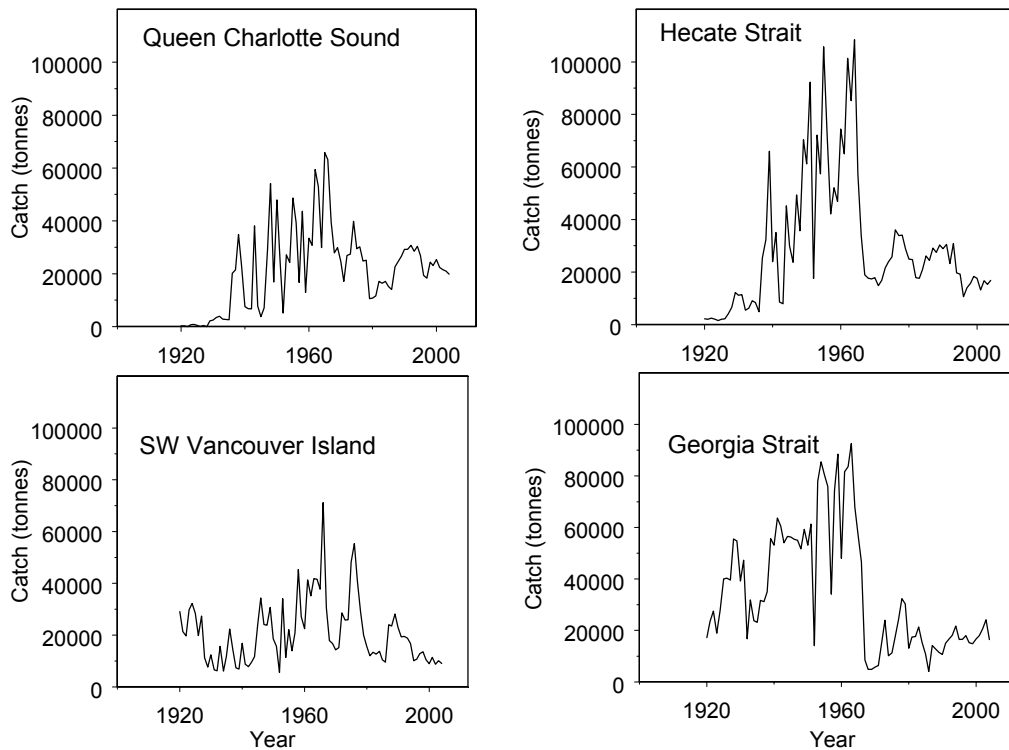 Queen Charlotte Sound
Catch (tonnes)
100000
80000
60000
40000
20000
0
1920 1960 2000
Hecate Strait
Catch (tonnes)
100000
80000
60000
40000
20000
0
1920 1960 2000
SW Vancouver Island
Catch (tonnes)
100000
80000
60000
40000
20000
0
1920 1960 2000
Year
Georgia Strait
Catch (tonnes)
100000
80000
60000
40000
20000
0
1920 1960 2000
Year